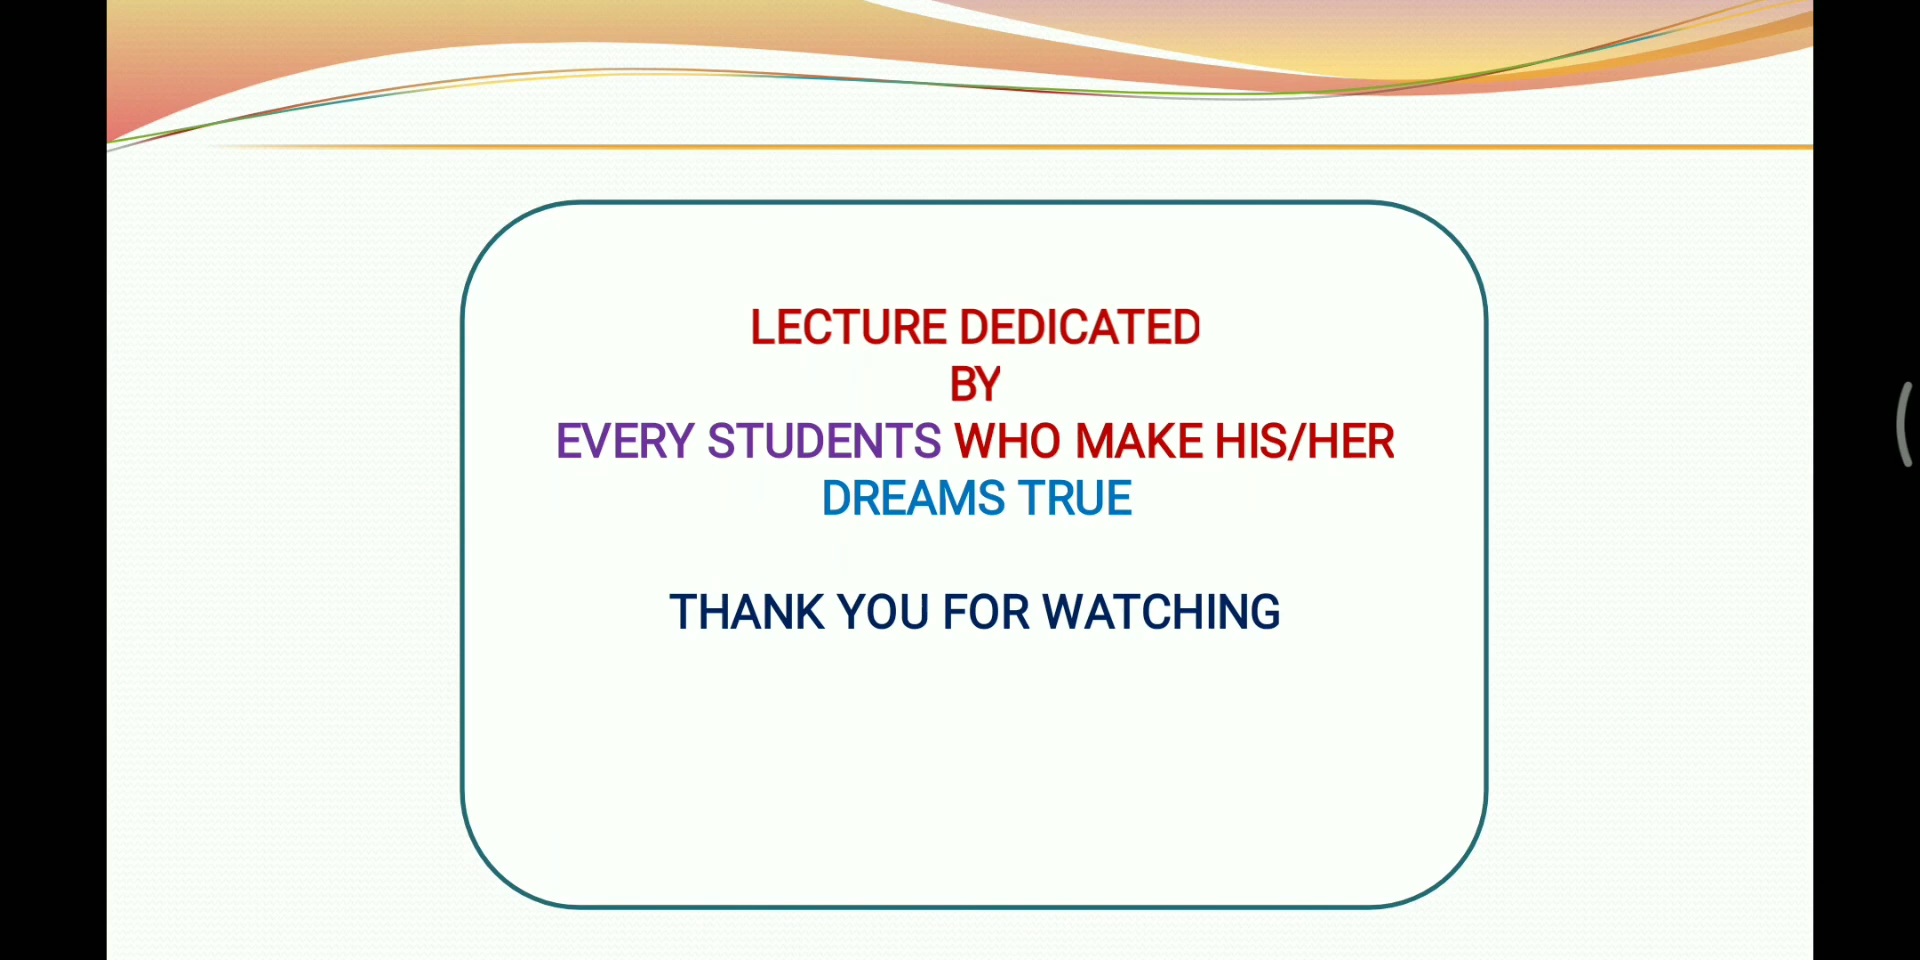 LECTURE DEDICATED
BY
EVERY STUDENTS WHO MAKE HIS/HER
DREAMS TRUE
THANK YOU FOR WATCHING